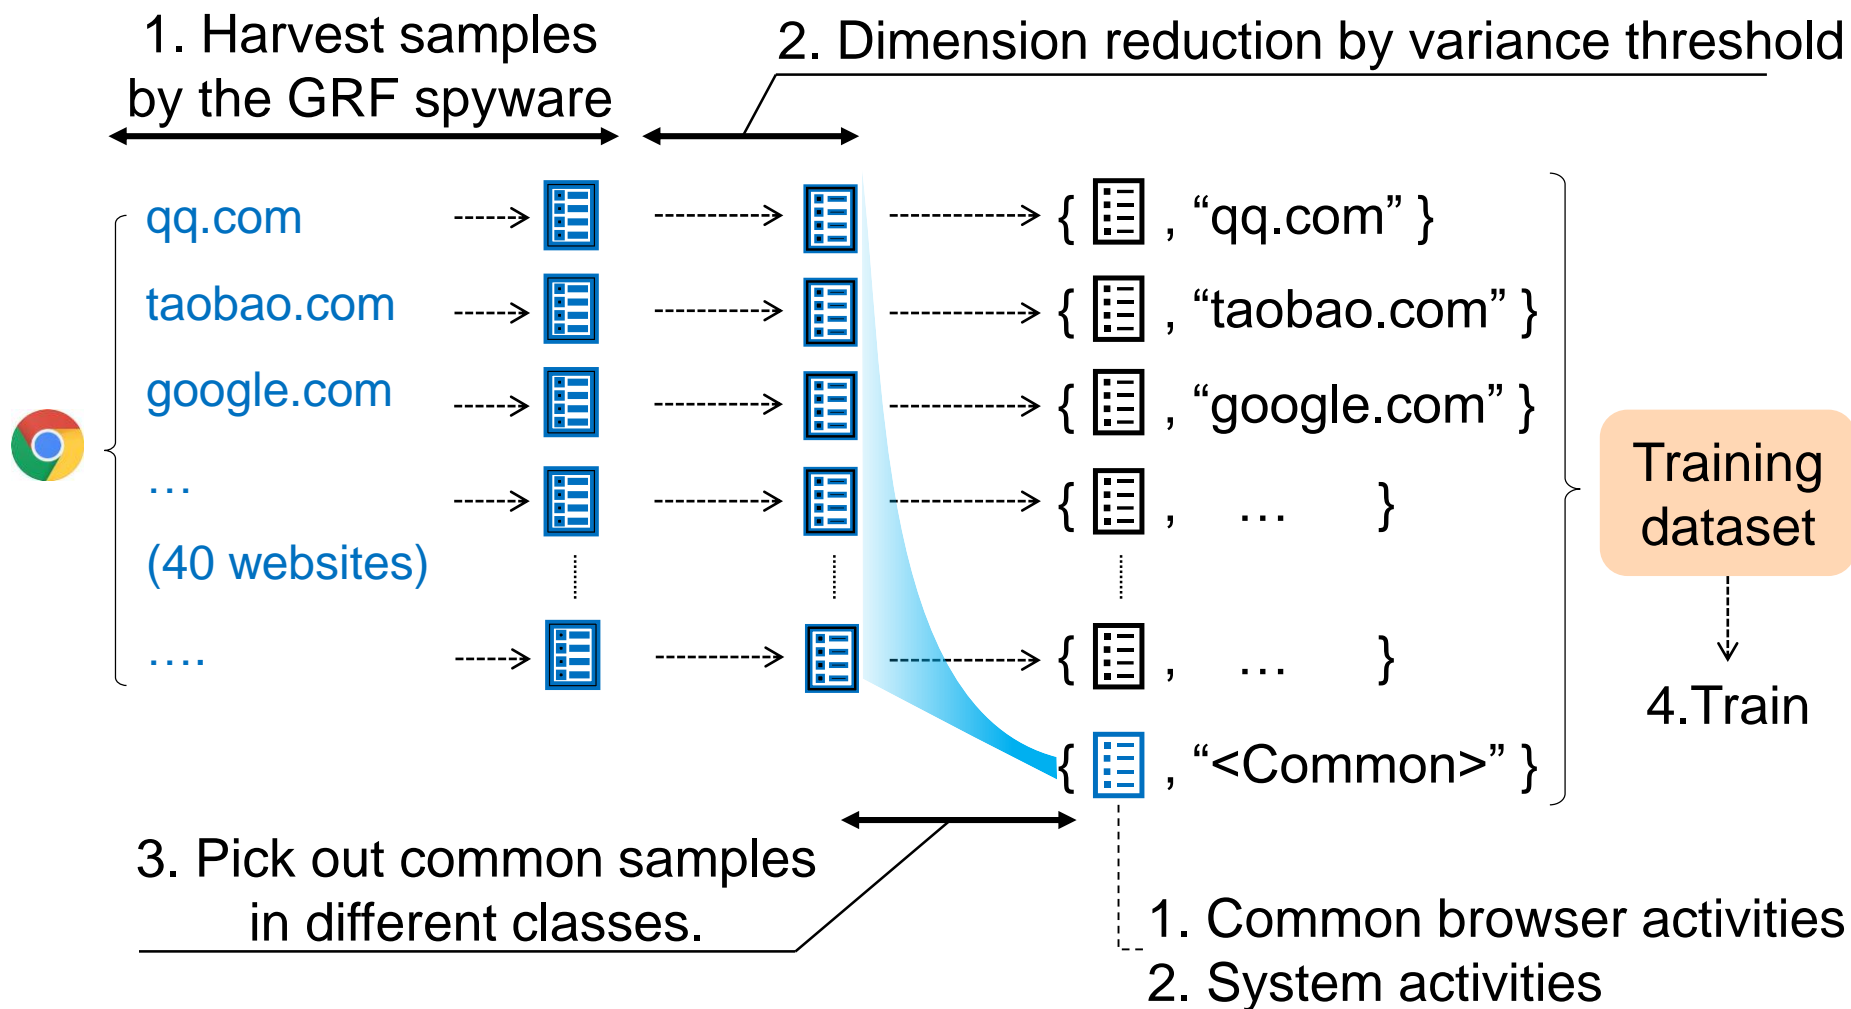 1. Harvest samples
by the GRF spyware
2. Dimension reduction by variance threshold
qq.com
{ , “qq.com” }
taobao.com
{ , “taobao.com” }
google.com
{ , “google.com” }
…
{ , … }
(40 websites)
….
{ , … }
{ , “<Common>” }
Training
dataset
4.Train
3. Pick out common samples
in different classes.
1. Common browser activities
2. System activities